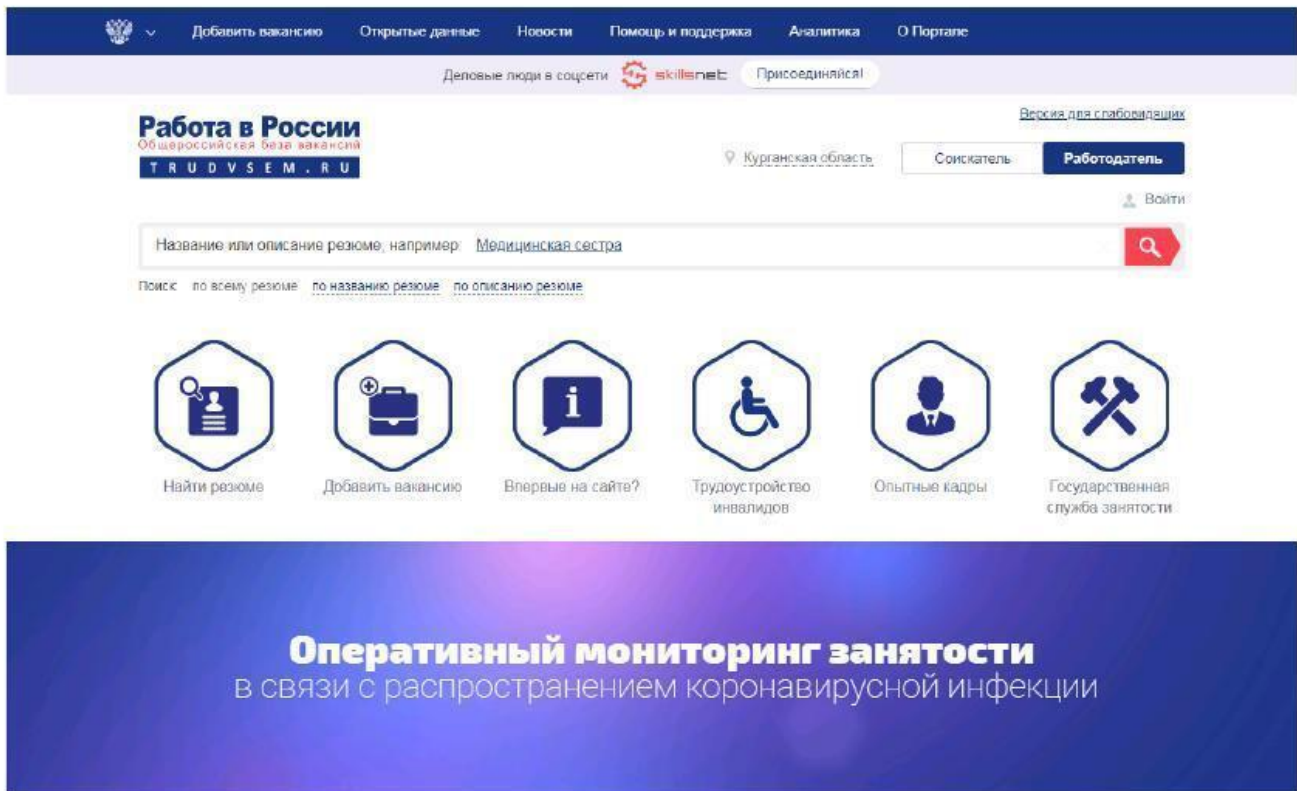 Добавить вакансию Открытые данные Новости Помощь и поддержка Аналитика О Портале
Деловые люди в соцсети skillsnet Присоединяйся!
Версия для слабовидящих
Работа в России
Общероссийская база вакансий
TRUDVSEM.RU
Курганская область Соискатель Работодатель
Войти
Название или описание резюме, например: Медицинская сестра
Поиск: по всему резюме по названию резюме по описанию резюме
Найти резюме Добавить вакансию Впервые на сайте? Трудоустройство инвалидов Опытные кадры Государственная служба занятости
Оперативный мониторинг занятости
в связи с распространением коронавирусной инфекции